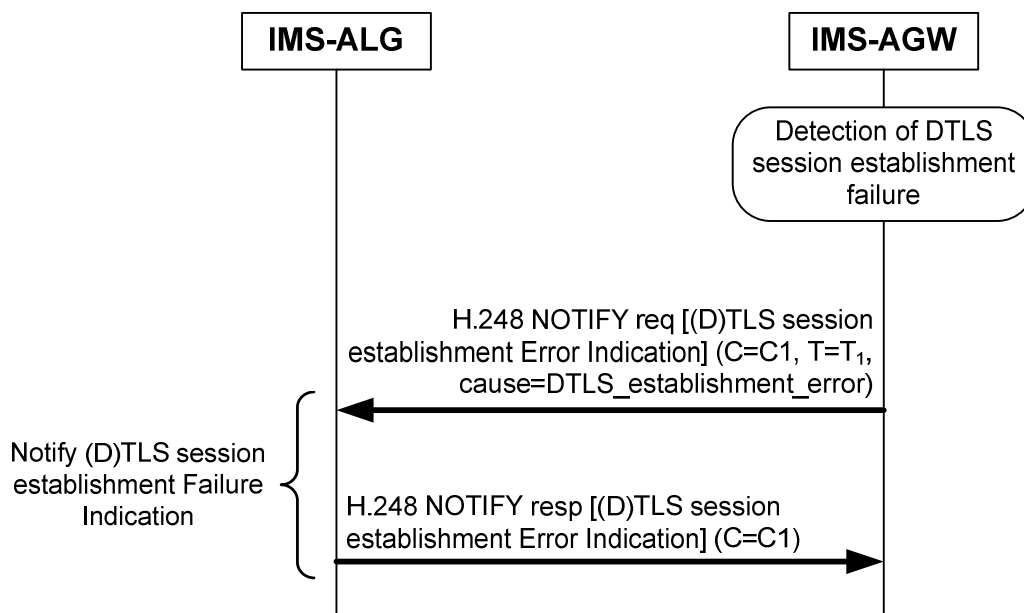 IMS-ALG
IMS-AGW
Detection of DTLS
session establishment
failure
H.248 NOTIFY req [(D)TLS session
establishment Error Indication] (C=C1, T=T₁,
cause=DTLS_establishment_error)
Notify (D)TLS session
establishment Failure
Indication
H.248 NOTIFY resp [(D)TLS session
establishment Error Indication] (C=C1)